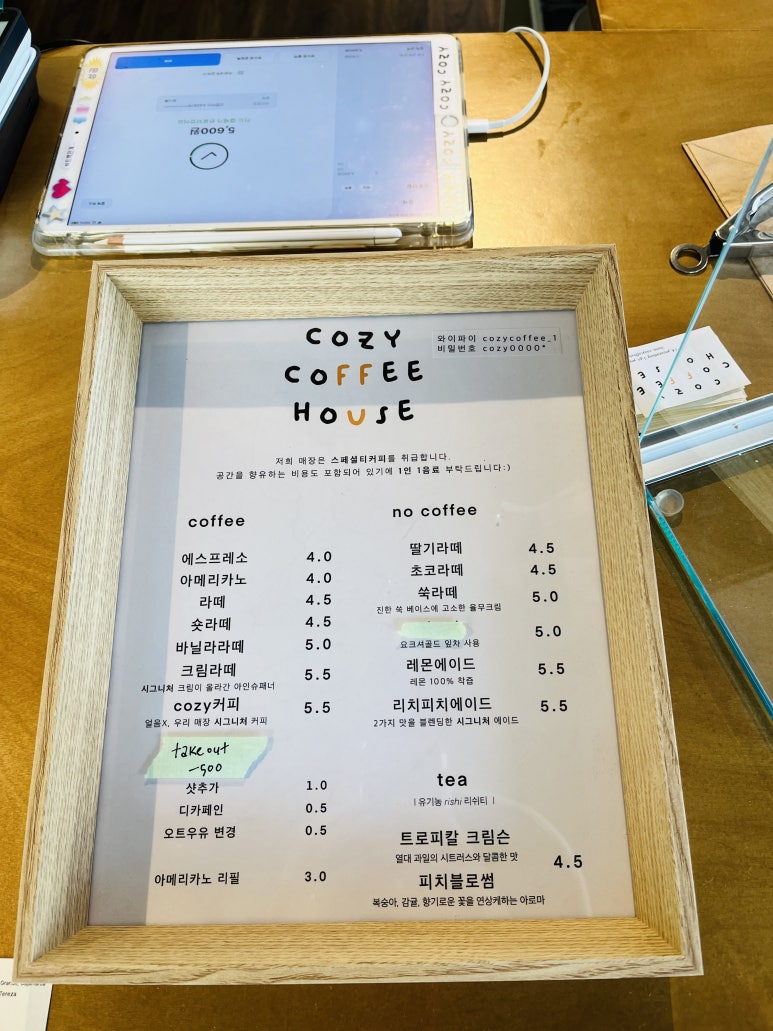 5,600원
COZY COZY COZY
COZY
COFFEE
HOUSE
와이파이 cozycoffee_1
비밀번호 cozy0000*
저희 매장은 스페셜티커피를 취급합니다.
공간을 향유하는 비용도 포함되어 있기에 1인 1음료 부탁드립니다:)
coffee
에스프레소 4.0
아메리카노 4.0
라떼 4.5
숏라떼 4.5
바닐라라떼 5.0
크림라떼 5.5
시그니처 크림이 올라간 아인슈패너
cozy커피 5.5
얼음X, 우리 매장 시그니처 커피
take out
-500
샷추가 1.0
디카페인 0.5
오트우유 변경 0.5
아메리카노 리필 3.0
no coffee
딸기라떼 4.5
초코라떼 4.5
쑥라떼 5.0
진한 쑥 베이스에 고소한 율무크림
5.0
요크셔골드 잎차 사용
레몬에이드 5.5
레몬 100% 착즙
리치피치에이드 5.5
2가지 맛을 블렌딩한 시그니처 에이드
tea
| 유기농 rishi 리쉬티 |
트로피칼 크림슨
열대 과일의 시트러스와 달콤한 맛
4.5
피치블로썸
복숭아, 감귤, 향기로운 꽃을 연상케하는 아로마
COZY
COFFEE
HOUSE
Tereza